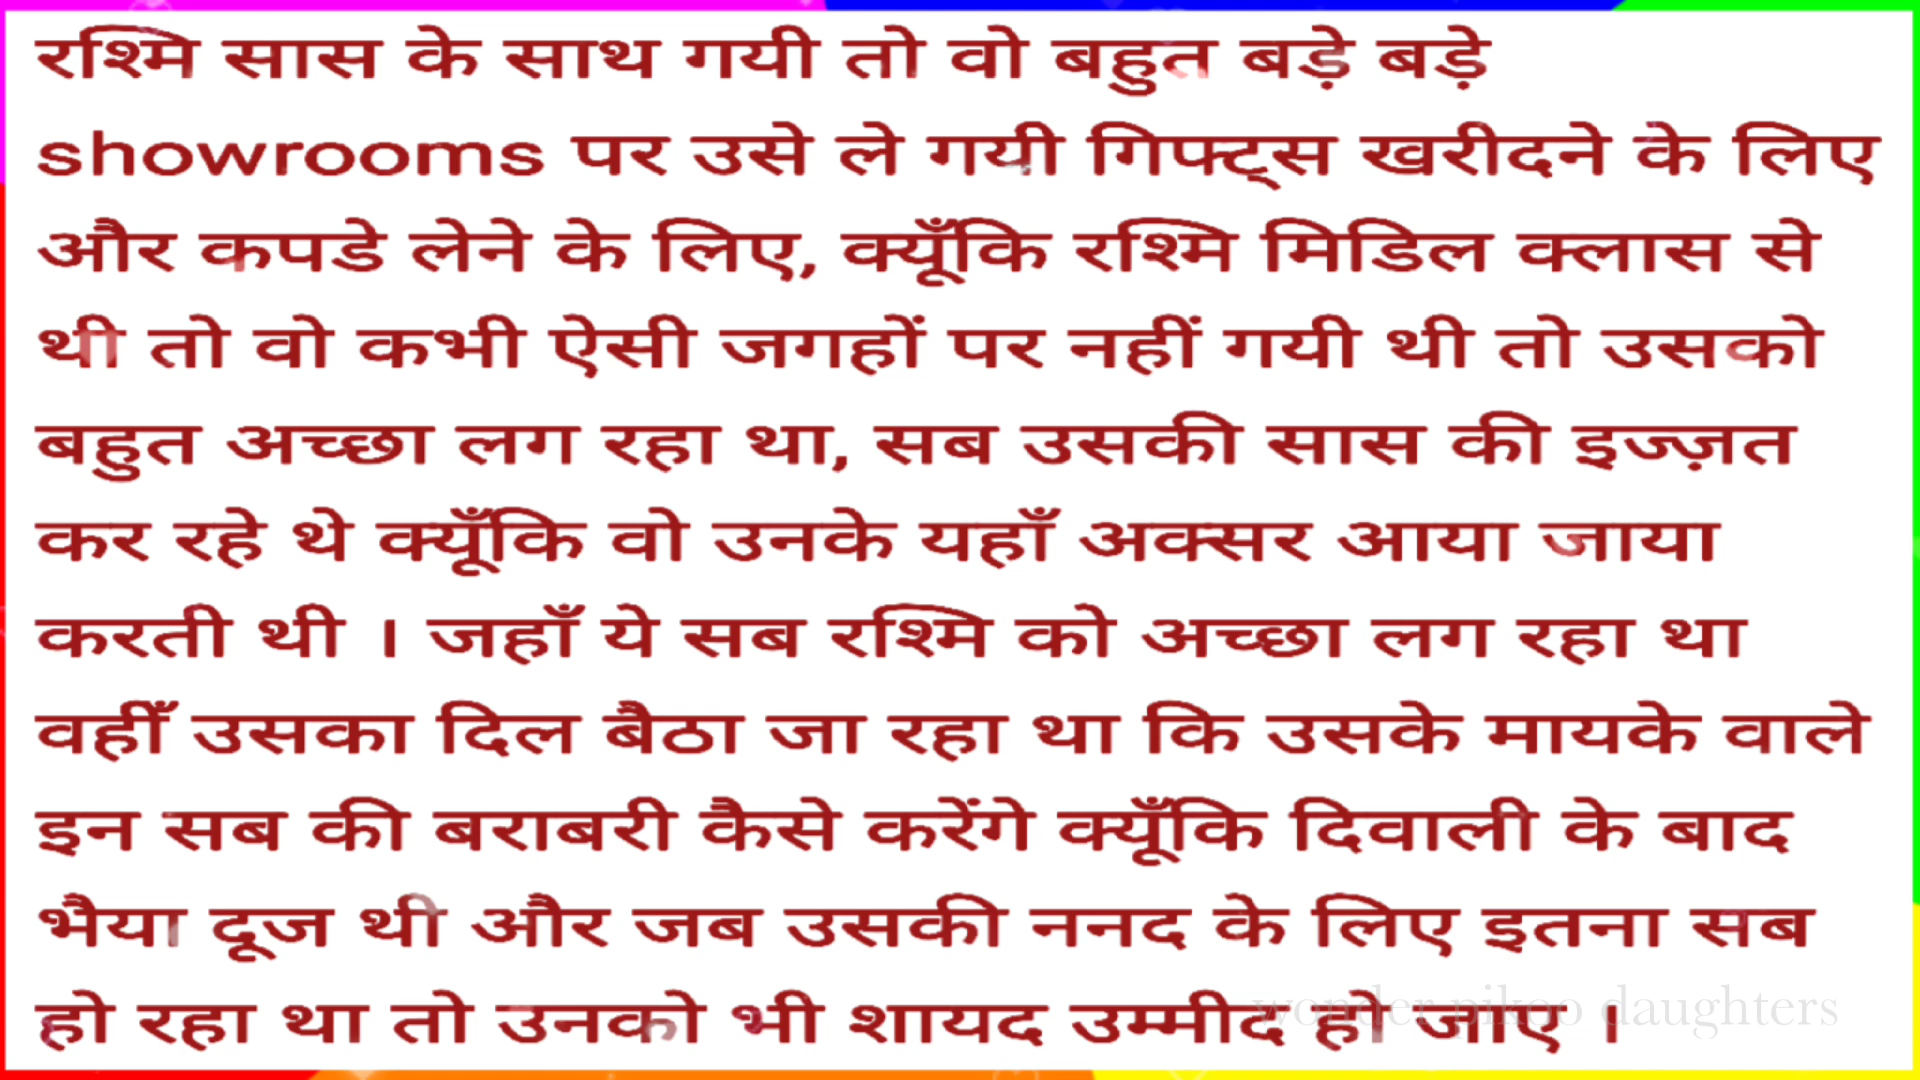 रश्मि सास के साथ गयी तो वो बहुत बड़े बड़े
showrooms पर उसे ले गयी गिफ्ट्स खरीदने के लिए
और कपडे लेने के लिए, क्यूँकि रश्मि मिडिल क्लास से
थी तो वो कभी ऐसी जगहों पर नहीं गयी थी तो उसको
बहुत अच्छा लग रहा था, सब उसकी सास की इज्ज़त
कर रहे थे क्यूँकि वो उनके यहाँ अक्सर आया जाया
करती थी । जहाँ ये सब रश्मि को अच्छा लग रहा था
वहीँ उसका दिल बैठा जा रहा था कि उसके मायके वाले
इन सब की बराबरी कैसे करेंगे क्यूँकि दिवाली के बाद
भैया दूज थी और जब उसकी ननद के लिए इतना सब
हो रहा था तो उनको भी शायद उम्मीद हो जाए ।
wonder pikoo daughters